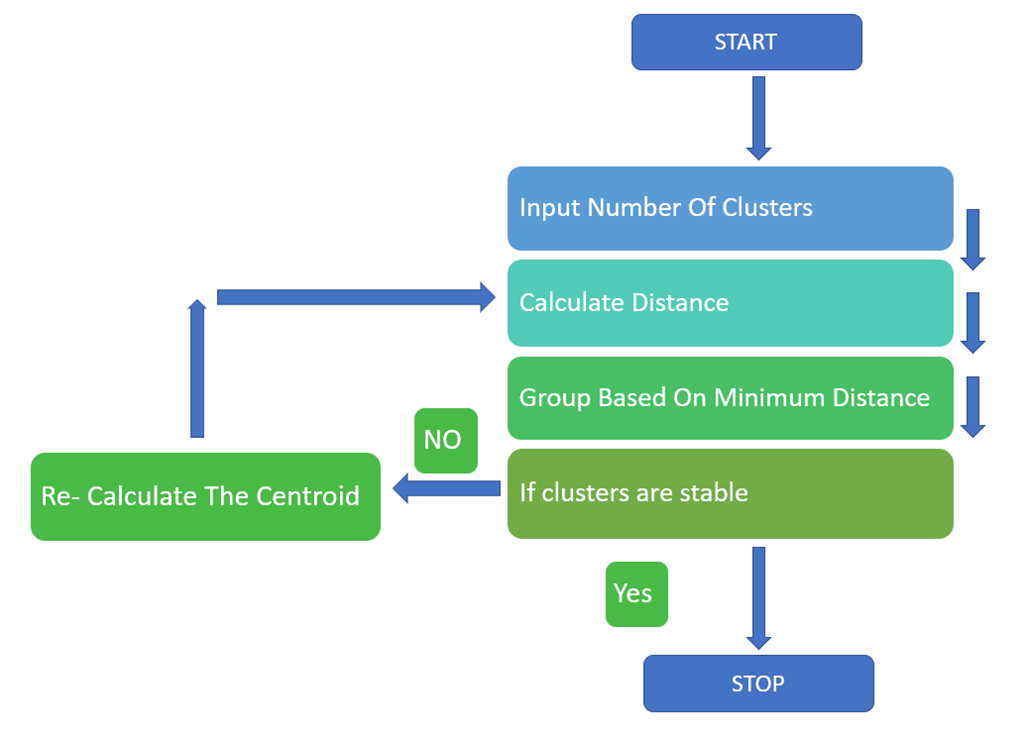 START
Input Number Of Clusters
Calculate Distance
Group Based On Minimum Distance
NO
Re- Calculate The Centroid
If clusters are stable
Yes
STOP